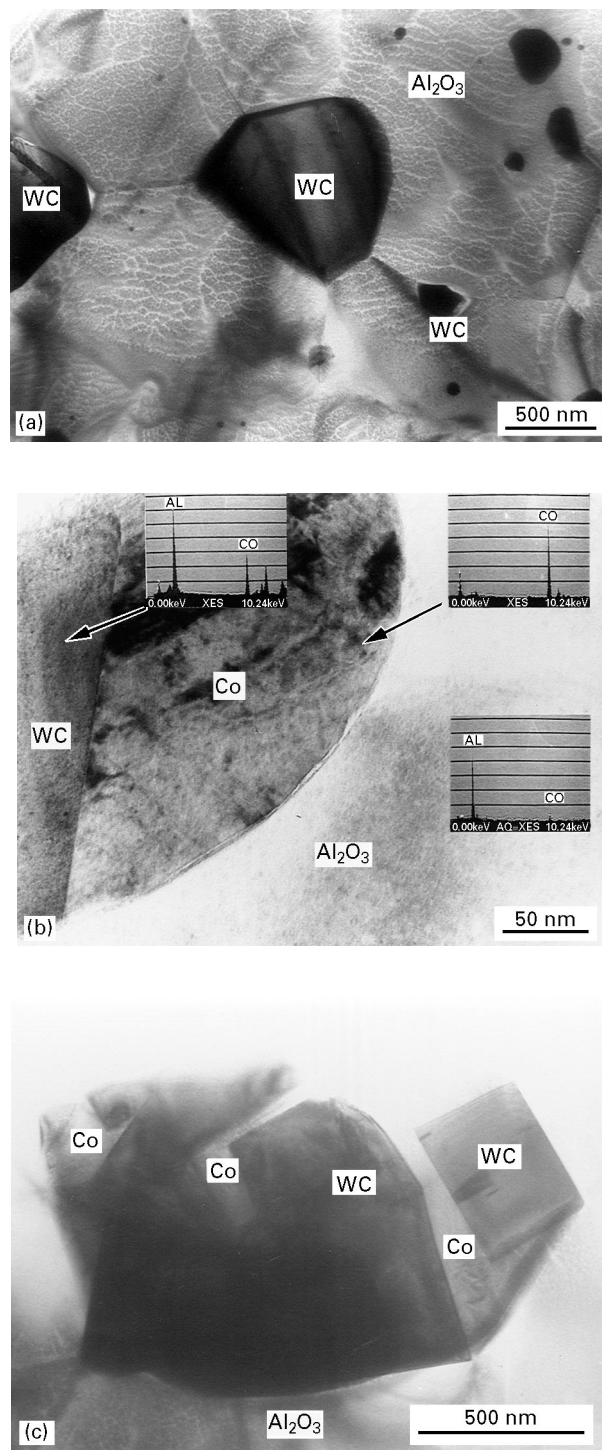 Al₂O₃
WC
WC
WC
(a)
500 nm
AL
CO
0.00keV XES 10.24keV
CO
0.00keV XES 10.24keV
Co
WC
AL
CO
0.00keV AQ=XES 10.24keV
Al₂O₃
(b)
50 nm
Co
Co
WC
WC
Co
(c)
Al₂O₃
500 nm